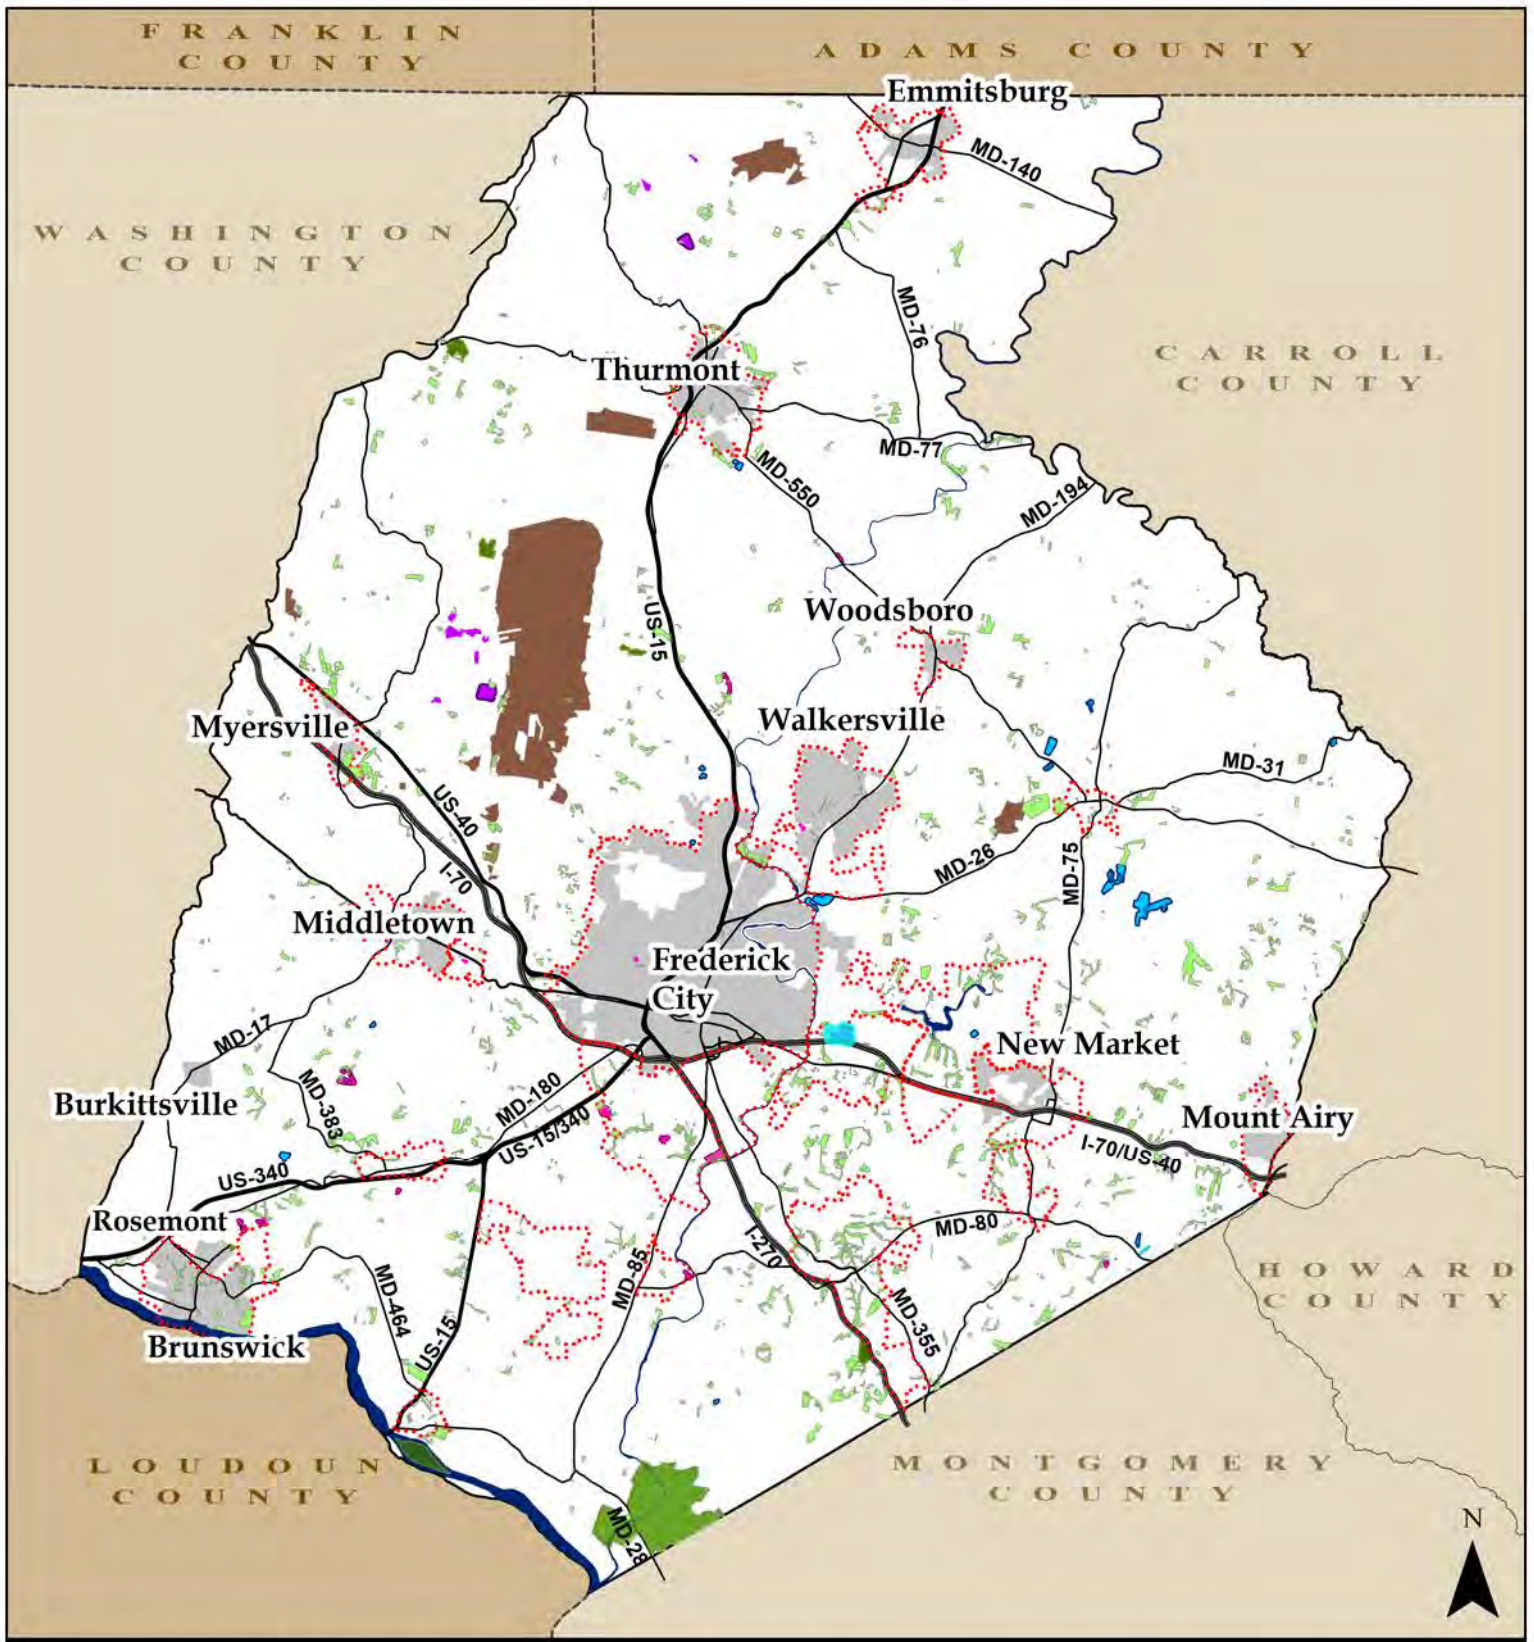 FRANKLIN
COUNTY
ADAMS COUNTY
Emmitsburg
MD-140
WASHINGTON
COUNTY
MD-76
CARROLL
COUNTY
Thurmont
MD-77
MD-550
MD-194
US-15
Woodsboro
Myersville
Walkersville
MD-31
US-40
I-70
MD-26
MD-75
Middletown
Frederick
City
MD-17
New Market
MD-383
MD-180
Burkittsville
US-15/340
Mount Airy
I-70/US-40
US-340
Rosemont
MD-80
I-270
MD-85
HOWARD
COUNTY
MD-464
MD-355
US-15
Brunswick
LOUDOUN
COUNTY
MONTGOMERY
COUNTY
MD-28
N